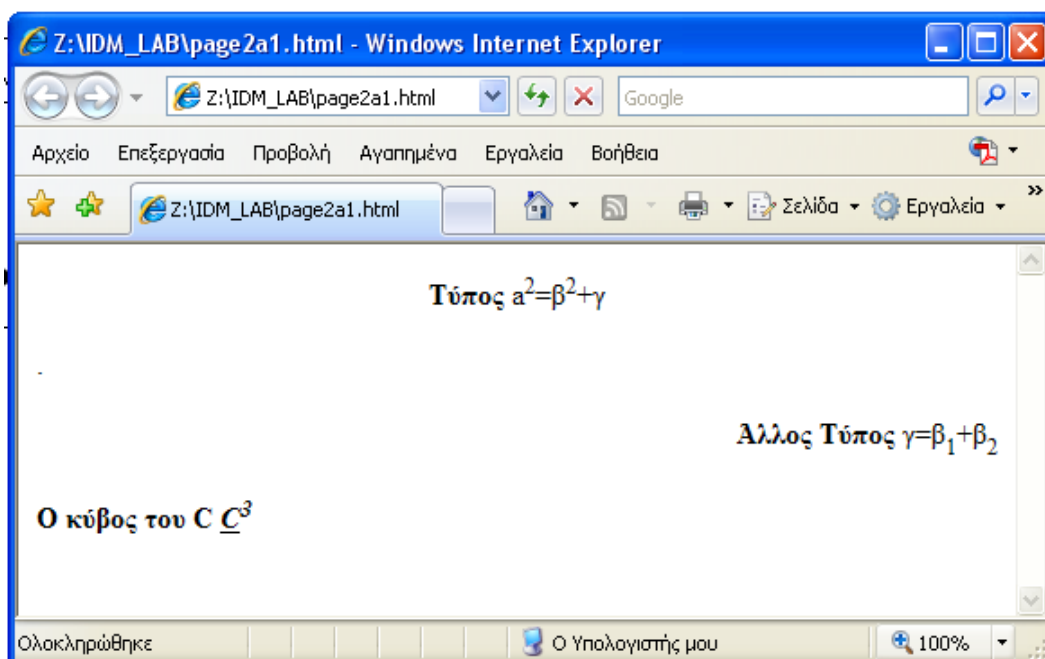 Z:\IDM_LAB\page2a1.html - Windows Internet Explorer
Z:\IDM_LAB\page2a1.html Google
Αρχείο Επεξεργασία Προβολή Αγαπημένα Εργαλεία Βοήθεια
Z:\IDM_LAB\page2a1.html Σελίδα Εργαλεία »
Τύπος a²=β²+γ
-
Άλλος Τύπος γ=β₁+β₂
Ο κύβος του C C³
Ολοκληρώθηκε Ο Υπολογιστής μου 100%